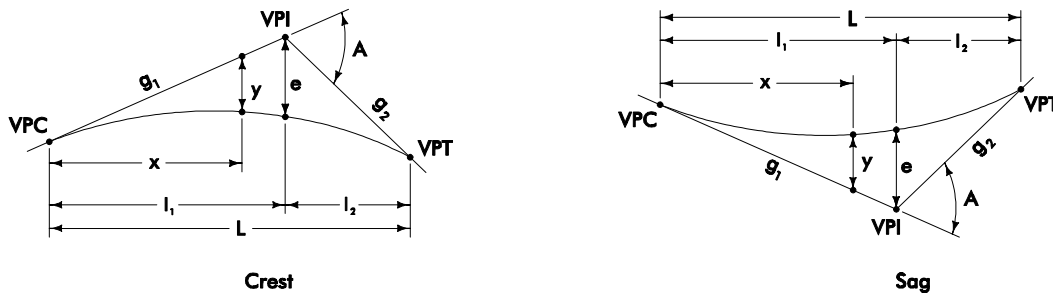 VPI
A
g₁
y
e
g₂
VPC
VPT
x
l₁
l₂
L
Crest
L
l₁
l₂
x
VPC
VPT
y
e
g₁
g₂
A
VPI
Sag